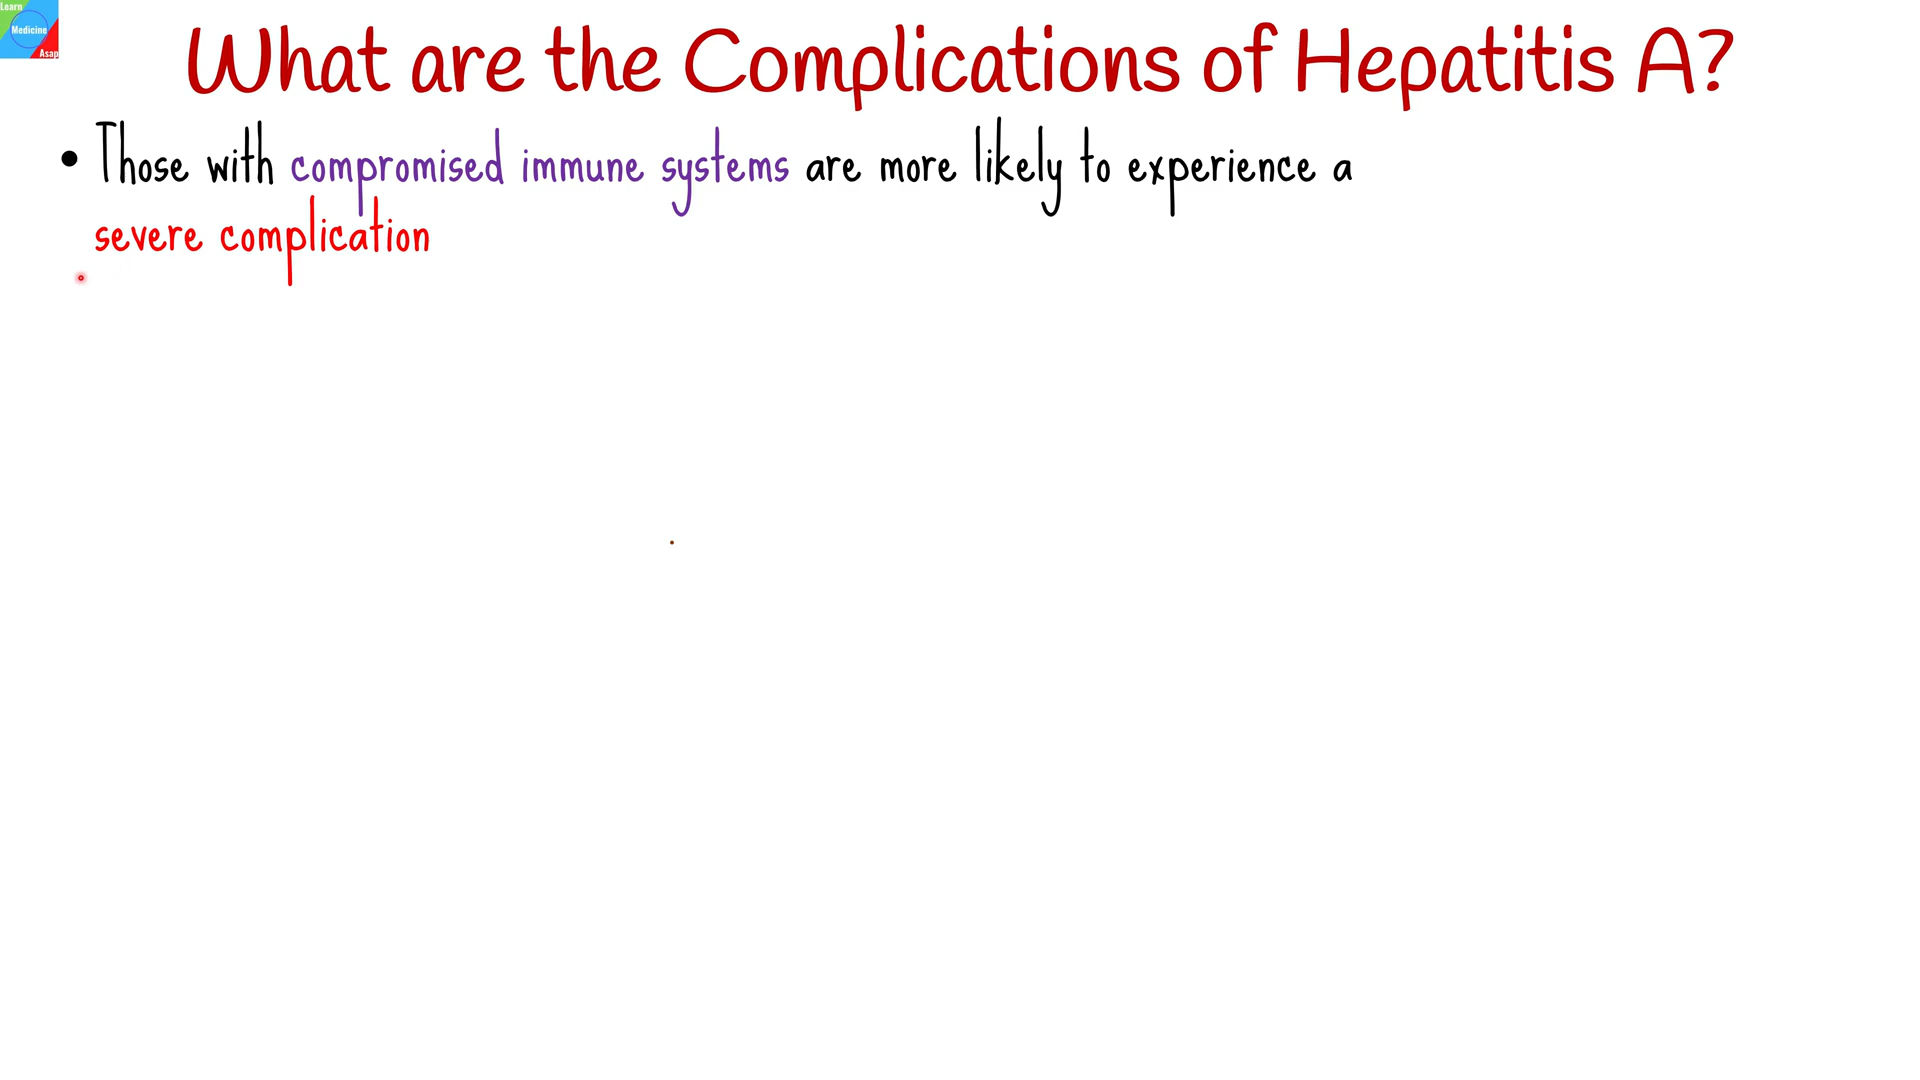 Learn
Medicine
Asap
What are the Complications of Hepatitis A?
• Those with compromised immune systems are more likely to experience a
severe complication